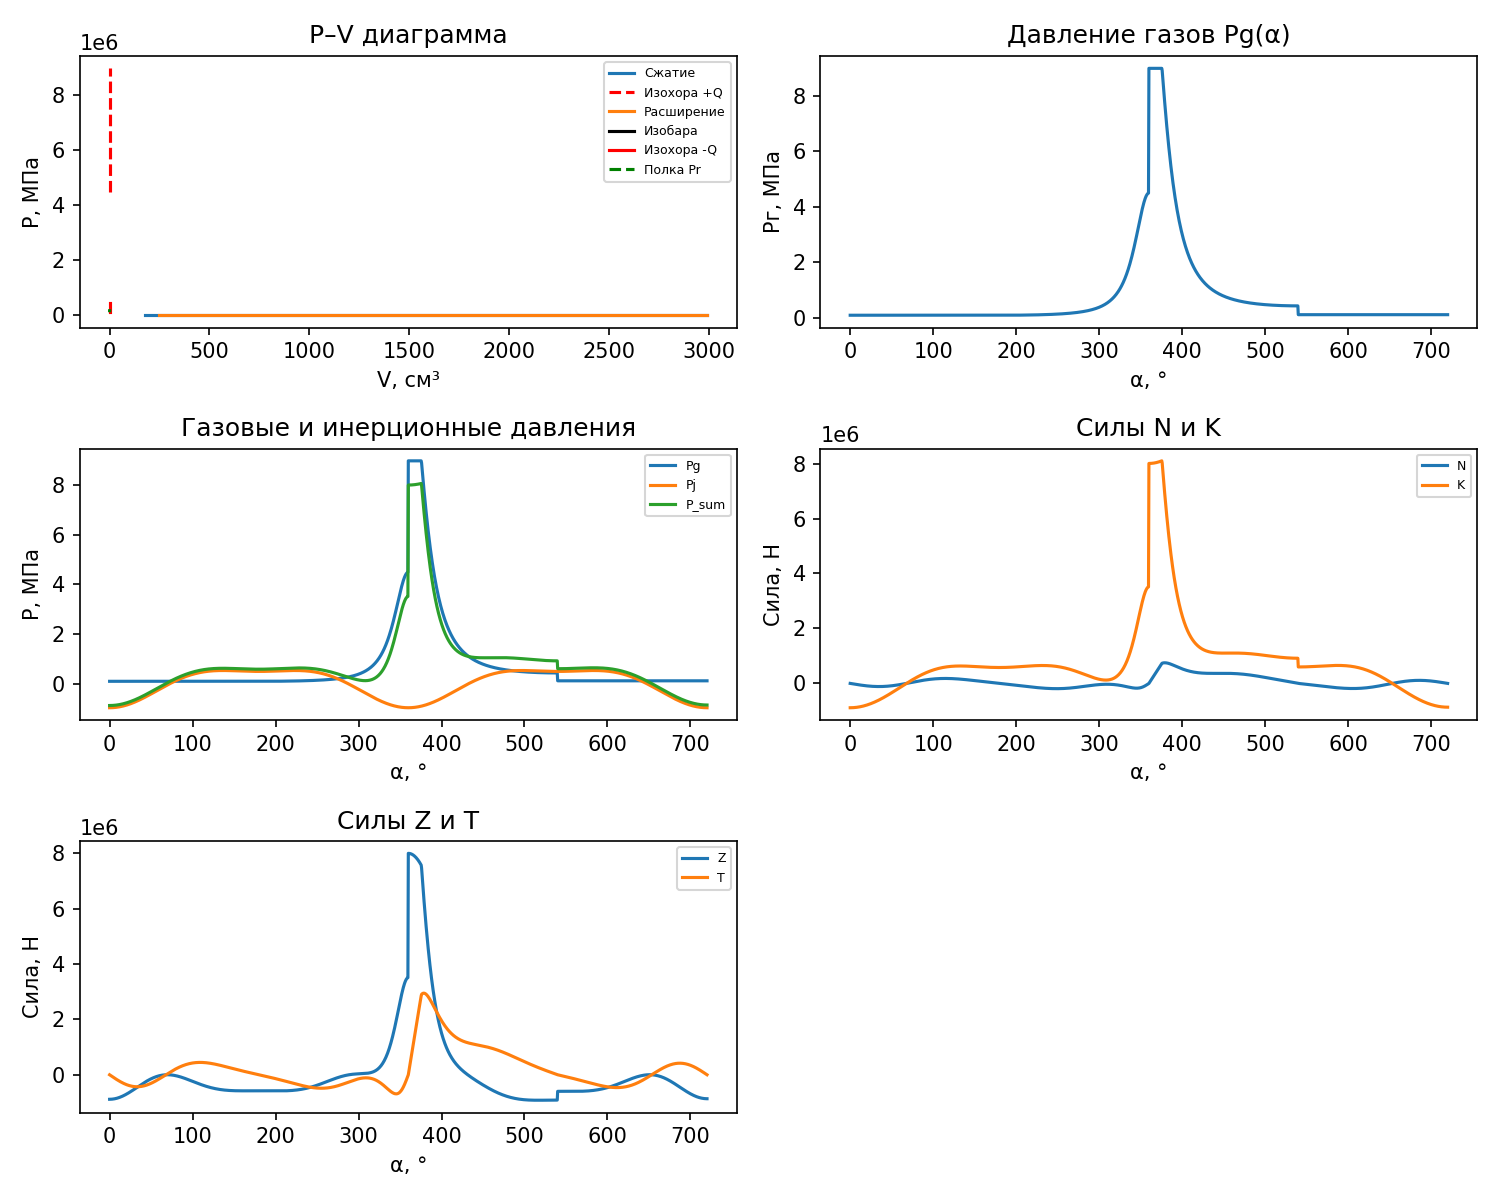 P–V диаграмма
1e6
P, МПа
8
6
4
2
0
0 500 1000 1500 2000 2500 3000
V, см³
Сжатие
Изохора +Q
Расширение
Изобара
Изохора -Q
Полка Pr
Давление газов Pg(α)
Pг, МПа
8
6
4
2
0
0 100 200 300 400 500 600 700
α, °
Газовые и инерционные давления
P, МПа
8
6
4
2
0
0 100 200 300 400 500 600 700
α, °
Pg
Pj
P_sum
Силы N и K
1e6
Сила, Н
8
6
4
2
0
0 100 200 300 400 500 600 700
α, °
N
K
Силы Z и T
1e6
Сила, Н
8
6
4
2
0
0 100 200 300 400 500 600 700
α, °
Z
T